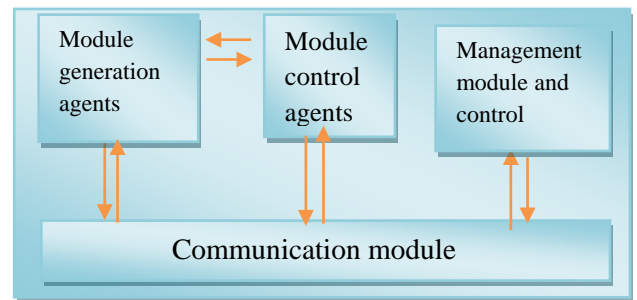 Module
generation
agents
Module
control
agents
Management
module and
control
Communication module